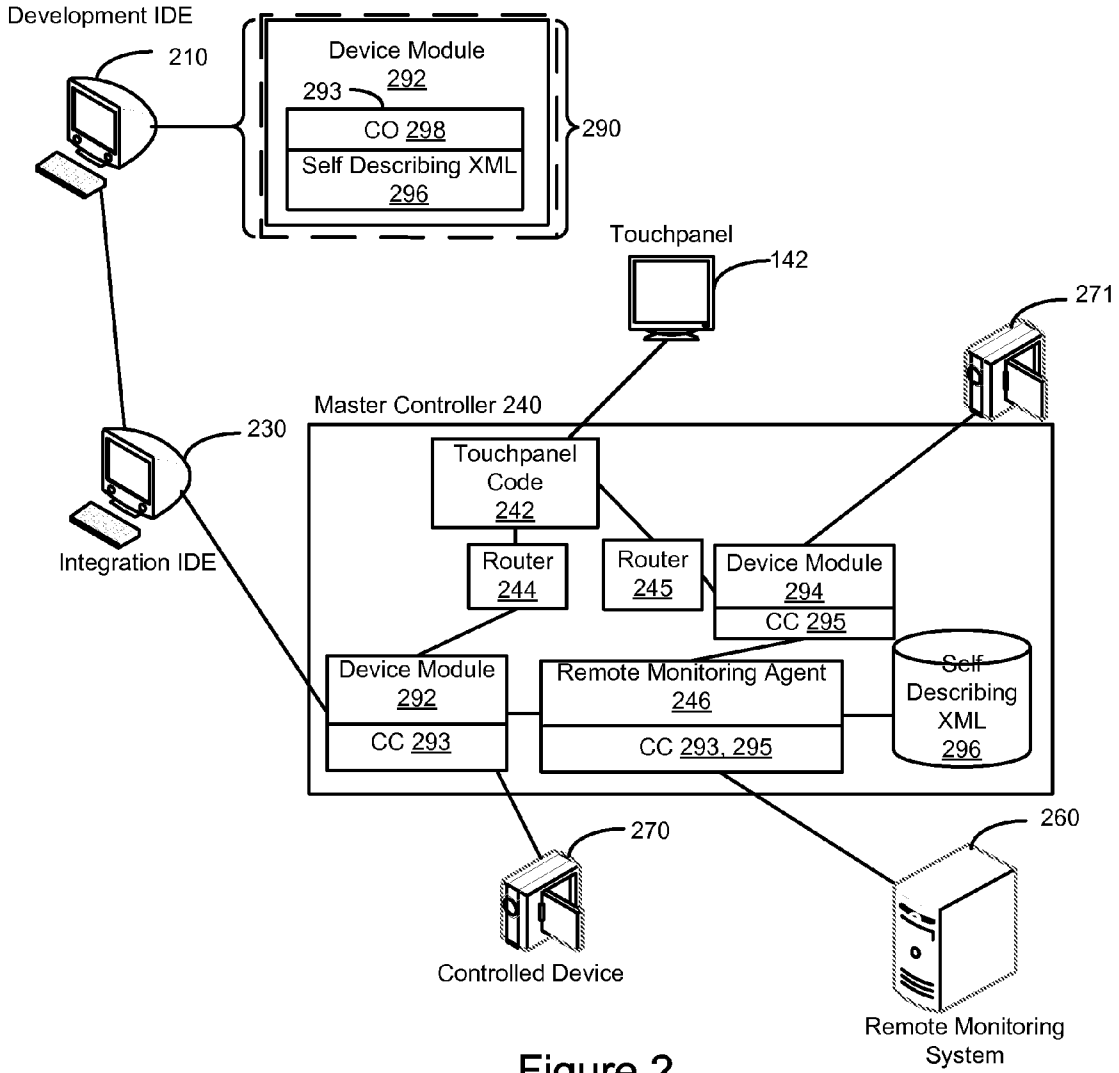 Development IDE
210
Device Module
292
293
CO 298
Self Describing XML
296
290
Touchpanel
142
271
Master Controller 240
230
Integration IDE
Touchpanel
Code
242
Router
244
Router
245
Device Module
294
CC 295
Device Module
292
CC 293
Remote Monitoring Agent
246
CC 293, 295
Self
Describing
XML
296
270
Controlled Device
260
Remote Monitoring
System
Figure 2